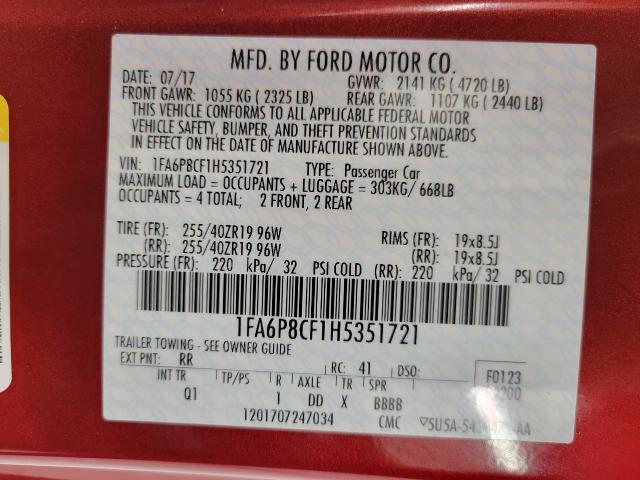 MFD. BY FORD MOTOR CO.
DATE: 07/17 GVWR: 2141 KG ( 4720 LB)
FRONT GAWR: 1055 KG ( 2325 LB) REAR GAWR: 1107 KG ( 2440 LB)
THIS VEHICLE CONFORMS TO ALL APPLICABLE FEDERAL MOTOR
VEHICLE SAFETY, BUMPER, AND THEFT PREVENTION STANDARDS
IN EFFECT ON THE DATE OF MANUFACTURE SHOWN ABOVE.
VIN: 1FA6P8CF1H5351721 TYPE: Passenger Car
MAXIMUM LOAD = OCCUPANTS + LUGGAGE = 303KG/ 668LB
OCCUPANTS = 4 TOTAL; 2 FRONT, 2 REAR
TIRE (FR): 255/40ZR19 96W RIMS (FR): 19x8.5J
(RR): 255/40ZR19 96W (RR): 19x8.5J
PRESSURE (FR): 220 kPa/ 32 PSI COLD (RR): 220 kPa/ 32 PSI COLD
1FA6P8CF1H5351721
TRAILER TOWING - SEE OWNER GUIDE
EXT PNT: RR RC: 41 DSO: F0123
INT TR TP/PS R AXLE TR SPR
Q1 1 DD X BBBB
1201707247034 CMC